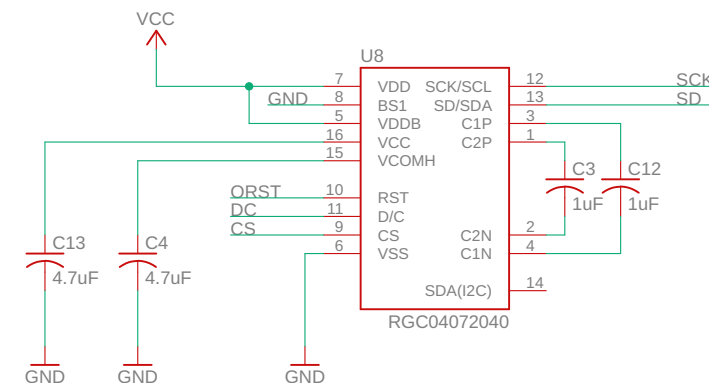 VCC
U8
7 VDD SCK/SCL 12 SCK
GND 8 BS1 SD/SDA 13 SD
5 VDDB C1P 3
16 VCC C2P 1
15 VCOMH
C3 C12
ORST 10 RST
1uF 1uF
DC 11 D/C
CS 9 CS C2N 2
C13 C4 6 VSS C1N 4
4.7uF 4.7uF
SDA(I2C) 14
RGC04072040
GND GND GND